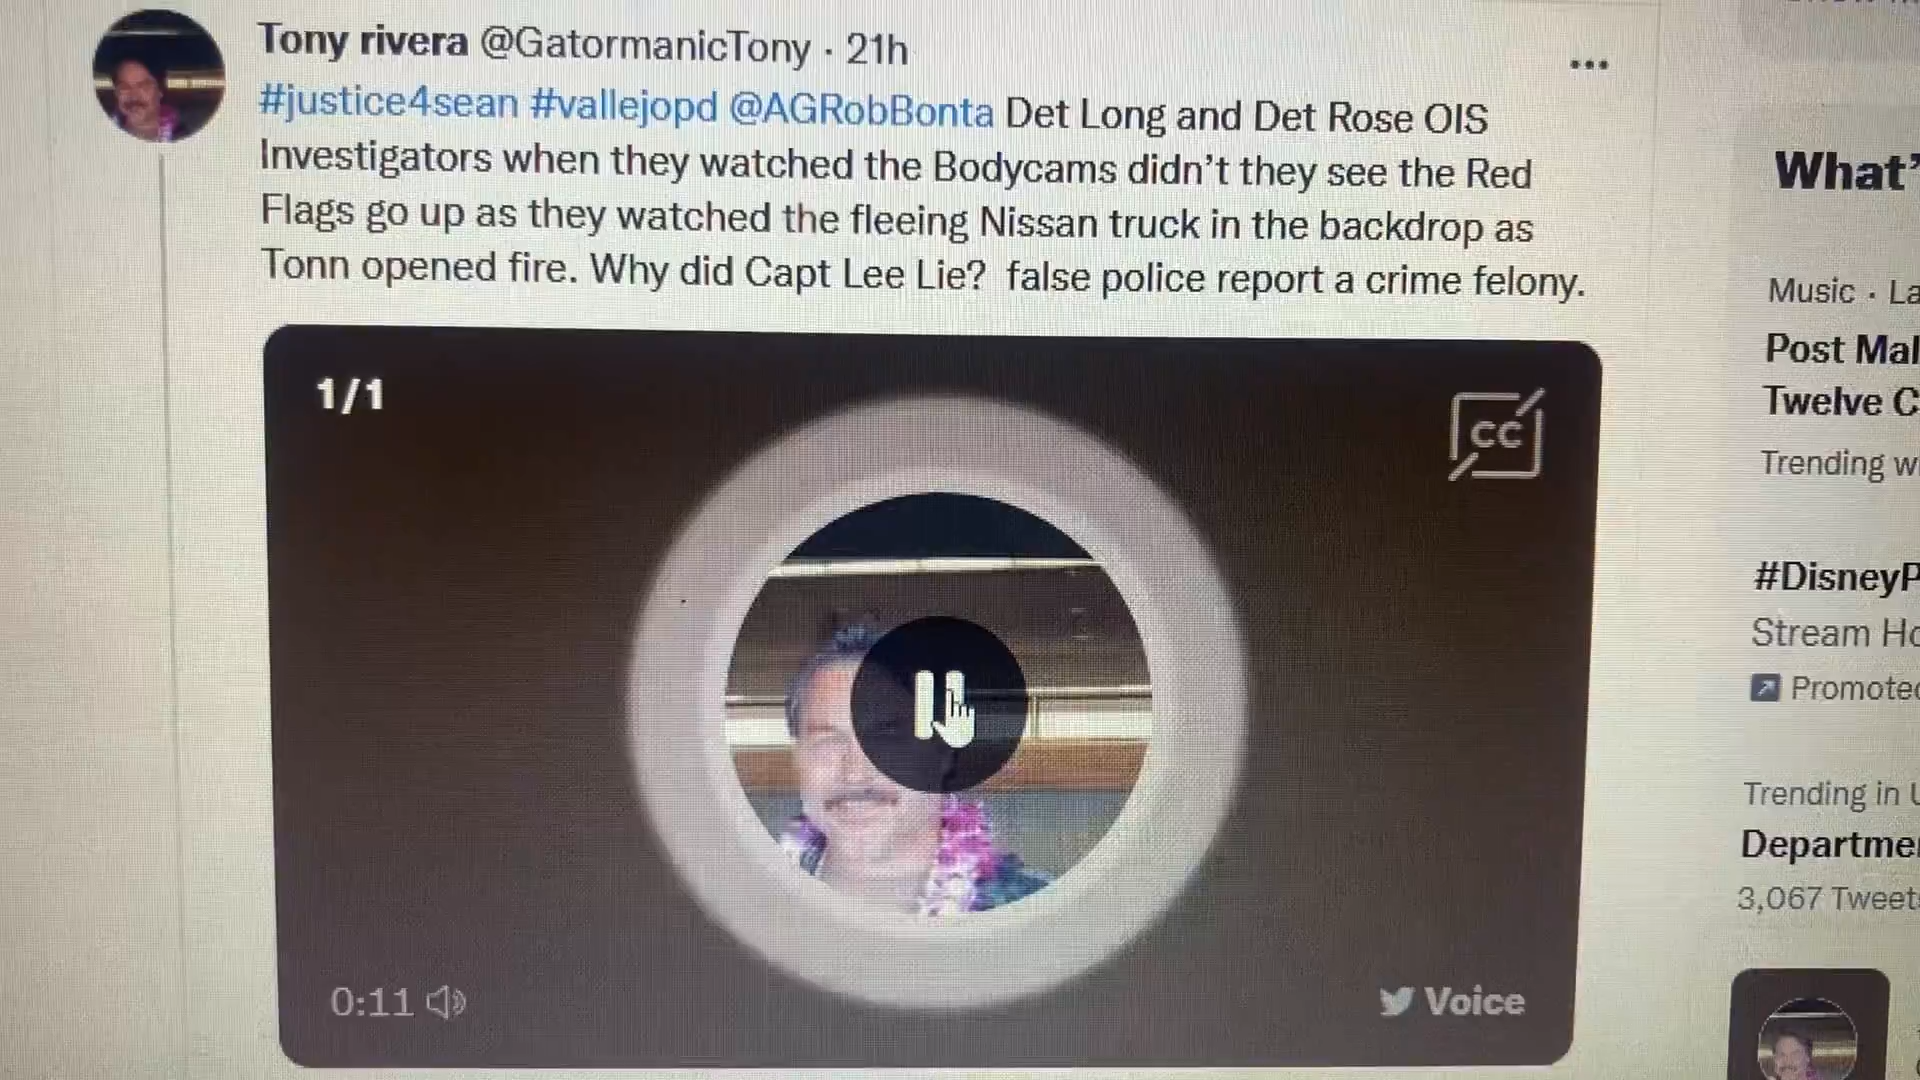 Tony rivera @GatormanicTony · 21h
#justice4sean #vallejopd @AGRobBonta Det Long and Det Rose OIS
Investigators when they watched the Bodycams didn't they see the Red
Flags go up as they watched the fleeing Nissan truck in the backdrop as
Tonn opened fire. Why did Capt Lee Lie?  false police report a crime felony.
1/1
CC
0:11
Voice
What'
Music · La
Post Mal
Twelve C
Trending w
#DisneyP
Stream Ho
Promoted
Trending in U
Departme
3,067 Tweets